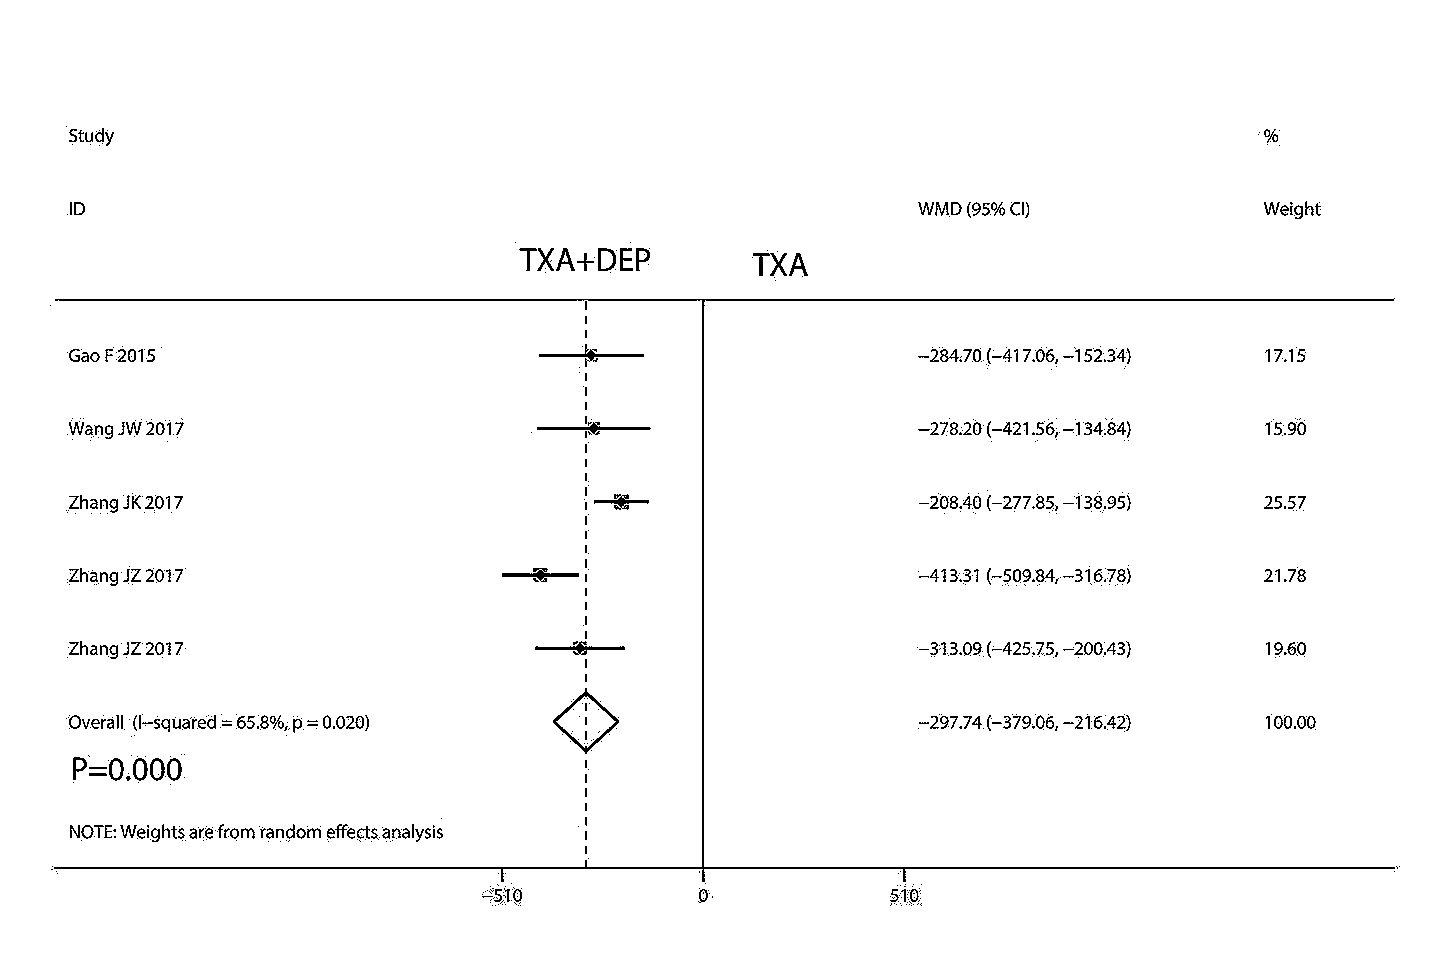 Study %
ID WMD (95% CI) Weight
TXA+DEP TXA
Gao F 2015 −284.70 (−417.06, −152.34) 17.15
Wang JW 2017 −278.20 (−421.56, −134.84) 15.90
Zhang JK 2017 −208.40 (−277.85, −138.95) 25.57
Zhang JZ 2017 −413.31 (−509.84, −316.78) 21.78
Zhang JZ 2017 −313.09 (−425.75, −200.43) 19.60
Overall (I−squared = 65.8%, p = 0.020) −297.74 (−379.06, −216.42) 100.00
P=0.000
NOTE: Weights are from random effects analysis
−510 0 510